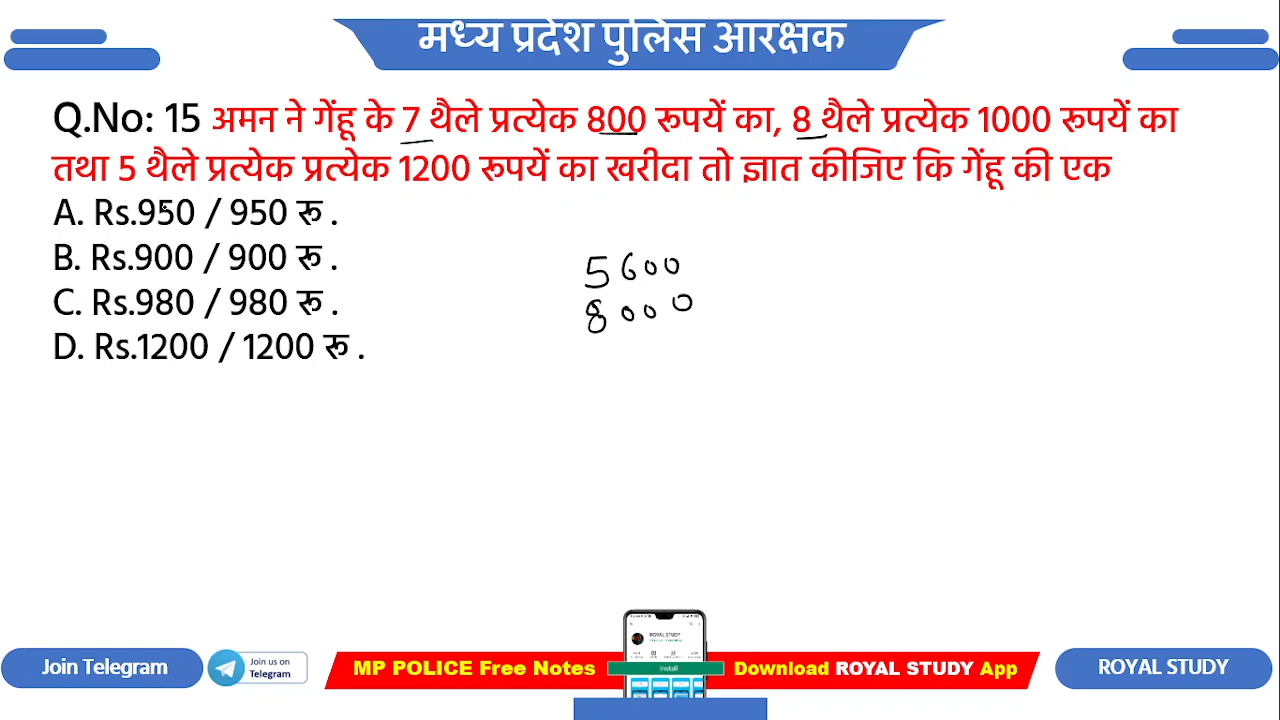 मध्य प्रदेश पुलिस आरक्षक
Q.No: 15 अमन ने गेंहू के 7 थैले प्रत्येक 800 रूपयें का, 8 थैले प्रत्येक 1000 रूपयें का
तथा 5 थैले प्रत्येक प्रत्येक 1200 रूपयें का खरीदा तो ज्ञात कीजिए कि गेंहू की एक
A. Rs.950 / 950 रू .
B. Rs.900 / 900 रू .
C. Rs.980 / 980 रू .
D. Rs.1200 / 1200 रू .
5600
8000
Join Telegram
Join us on
Telegram
MP POLICE Free Notes
ROYAL STUDY
Install
Download ROYAL STUDY App
ROYAL STUDY